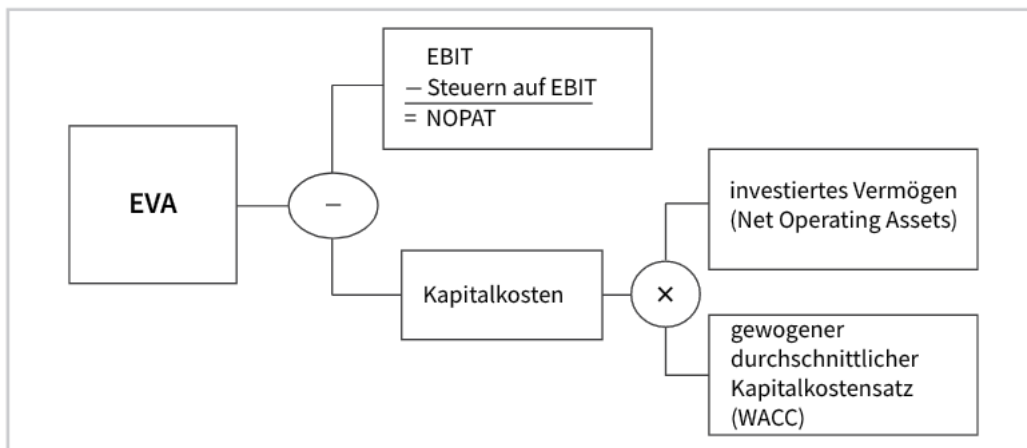 EBIT
– Steuern auf EBIT
= NOPAT
EVA
–
Kapitalkosten
×
investiertes Vermögen
(Net Operating Assets)
gewogener
durchschnittlicher
Kapitalkostensatz
(WACC)